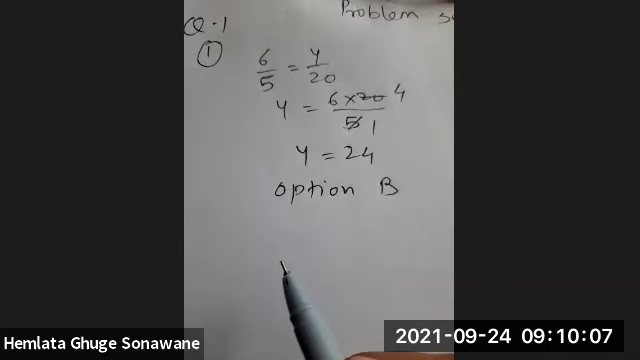 Problem
Q.1
①
6/5 = y/20
y = 6×20 4 / 5 1
y = 24
option B
Hemlata Ghuge Sonawane
2021-09-24 09:10:07